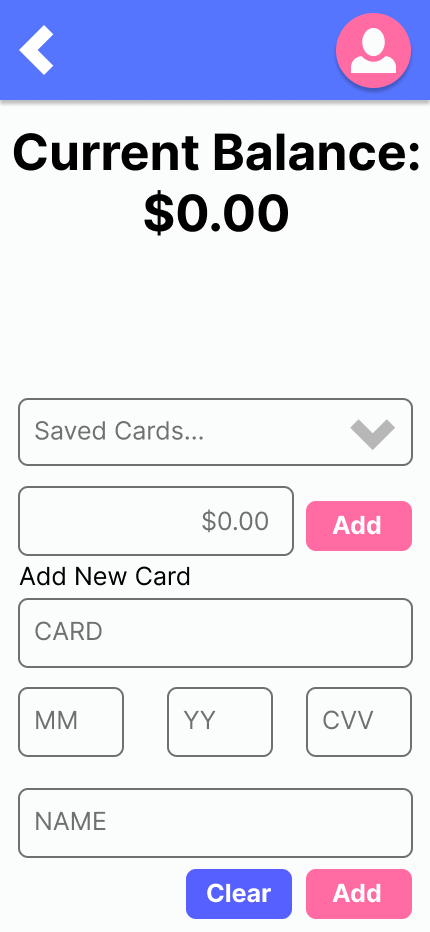 Current Balance:
$0.00
Saved Cards...
$0.00
Add
Add New Card
CARD
MM
YY
CVV
NAME
Clear
Add